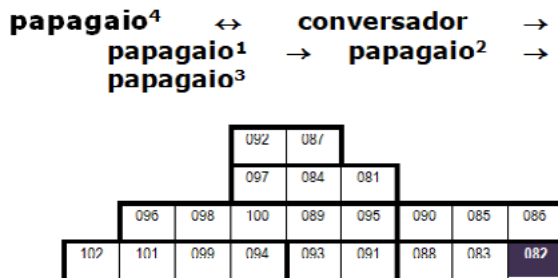 papagaio⁴ ↔ conversador →
papagaio¹ → papagaio² →
papagaio³
092 087
097 084 081
096 098 100 089 095 090 085 086
102 101 099 094 093 091 088 083 082